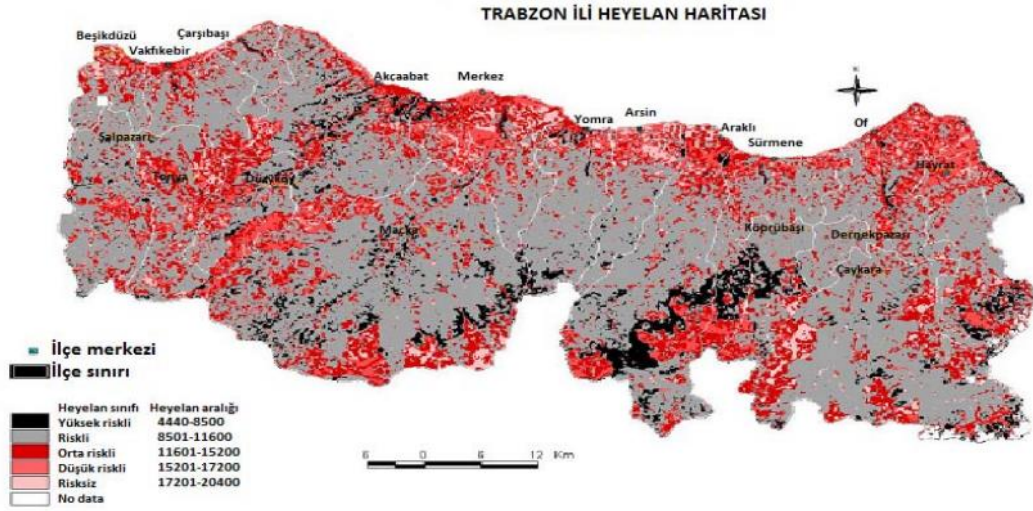 TRABZON İLİ HEYELAN HARİTASI
Beşikdüzü
Vakfıkebir
Çarşıbaşı
Akçaabat
Merkez
Yomra
Arsin
Araklı
Sürmene
Of
Hayrat
Şalpazarı
Tonya
Düzköy
Maçka
Köprübaşı
Dernekpazarı
Çaykara
İlçe merkezi
İlçe sınırı
Heyelan sınıfı Heyelan aralığı
Yüksek riskli 4440-8500
Riskli 8501-11600
Orta riskli 11601-15200
Düşük riskli 15201-17200
Risksiz 17201-20400
No data
6 0 6 12 Km